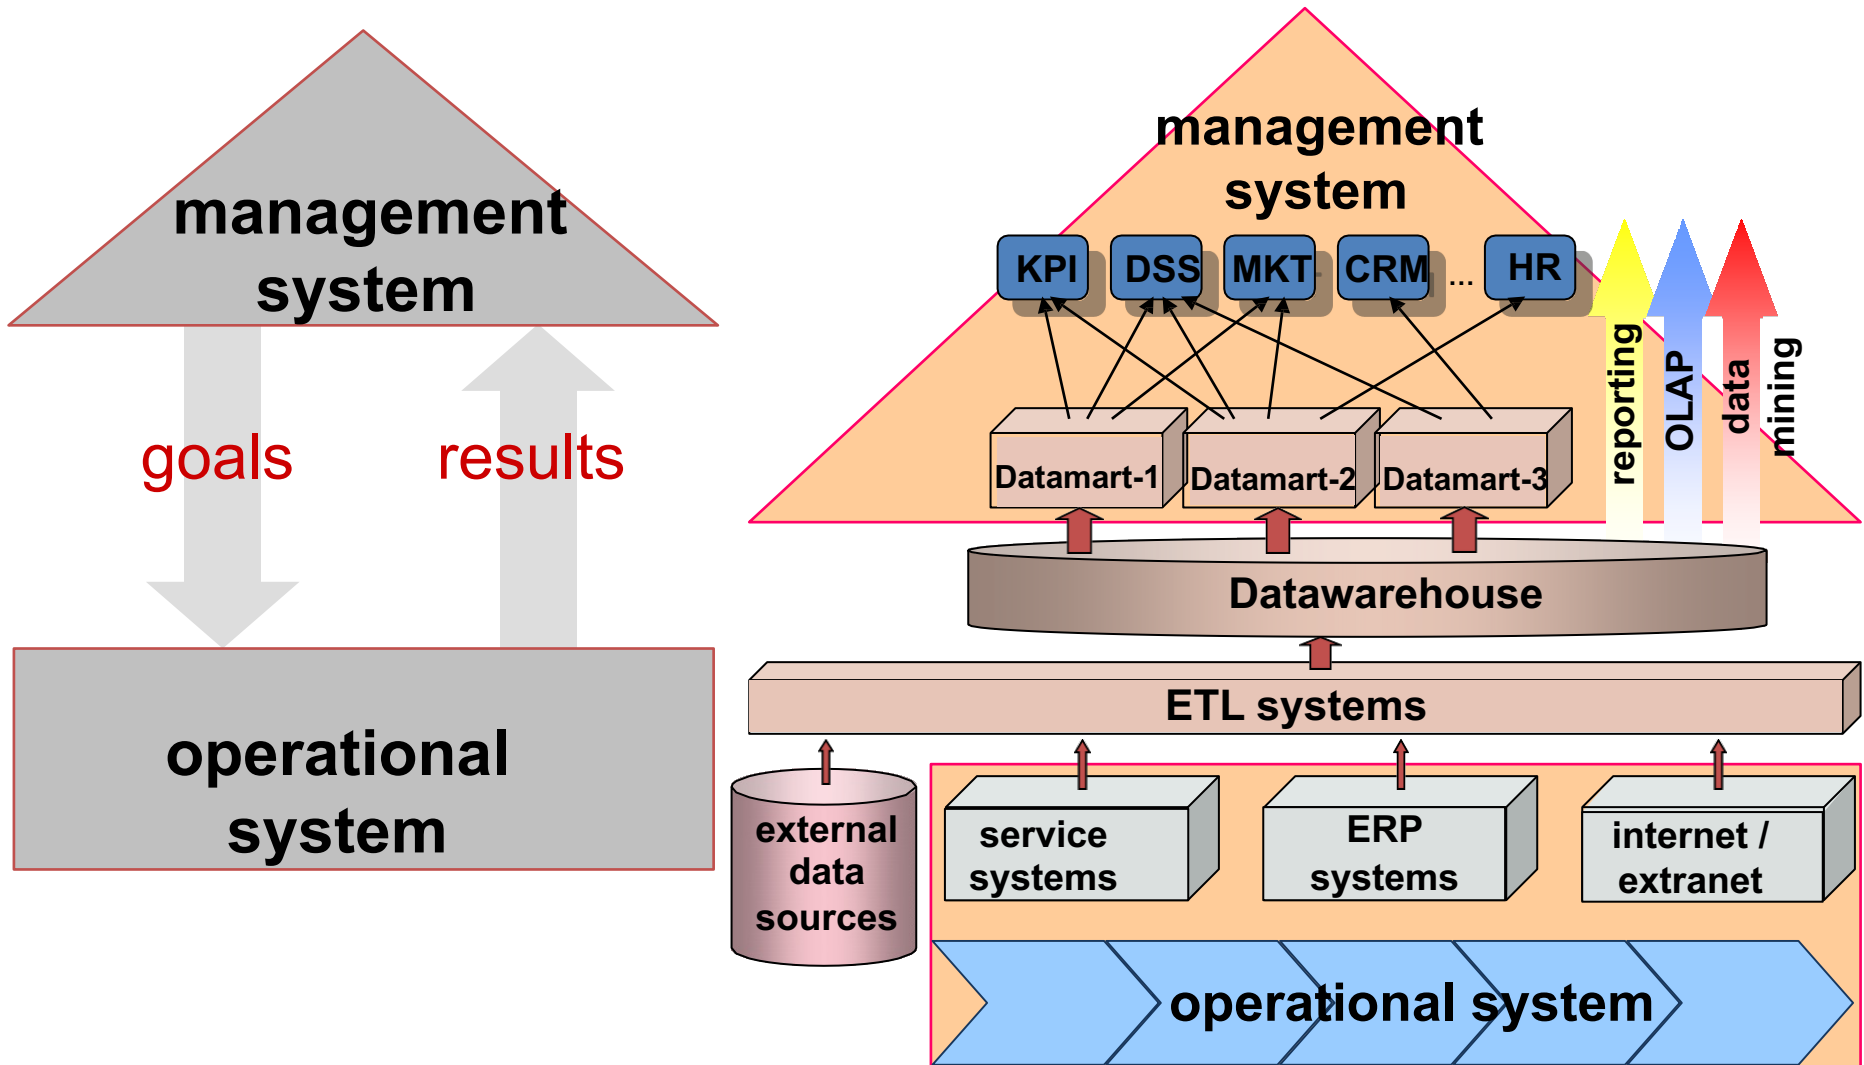 management
system
goals
results
operational
system
management
system
KPI
DSS
MKT
CRM
...
HR
reporting
OLAP
data
mining
Datamart-1
Datamart-2
Datamart-3
Datawarehouse
ETL systems
external
data
sources
service
systems
ERP
systems
internet /
extranet
operational system